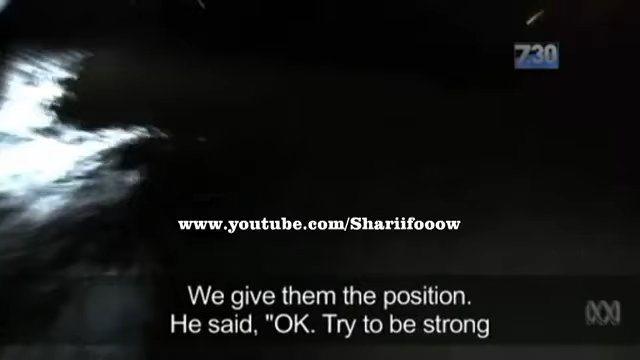 7.30
www.youtube.com/Shariifooow
We give them the position.
He said, "OK. Try to be strong